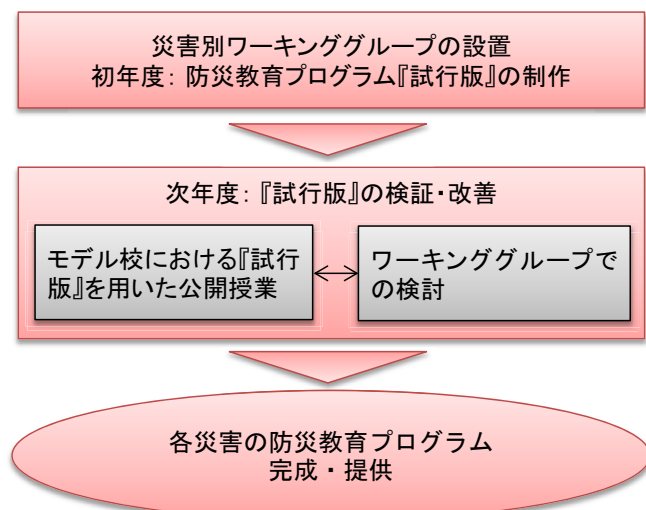 災害別ワーキンググループの設置
初年度：防災教育プログラム『試行版』の制作
次年度：『試行版』の検証・改善
モデル校における『試行
版』を用いた公開授業
ワーキンググループで
の検討
各災害の防災教育プログラム
完成・提供